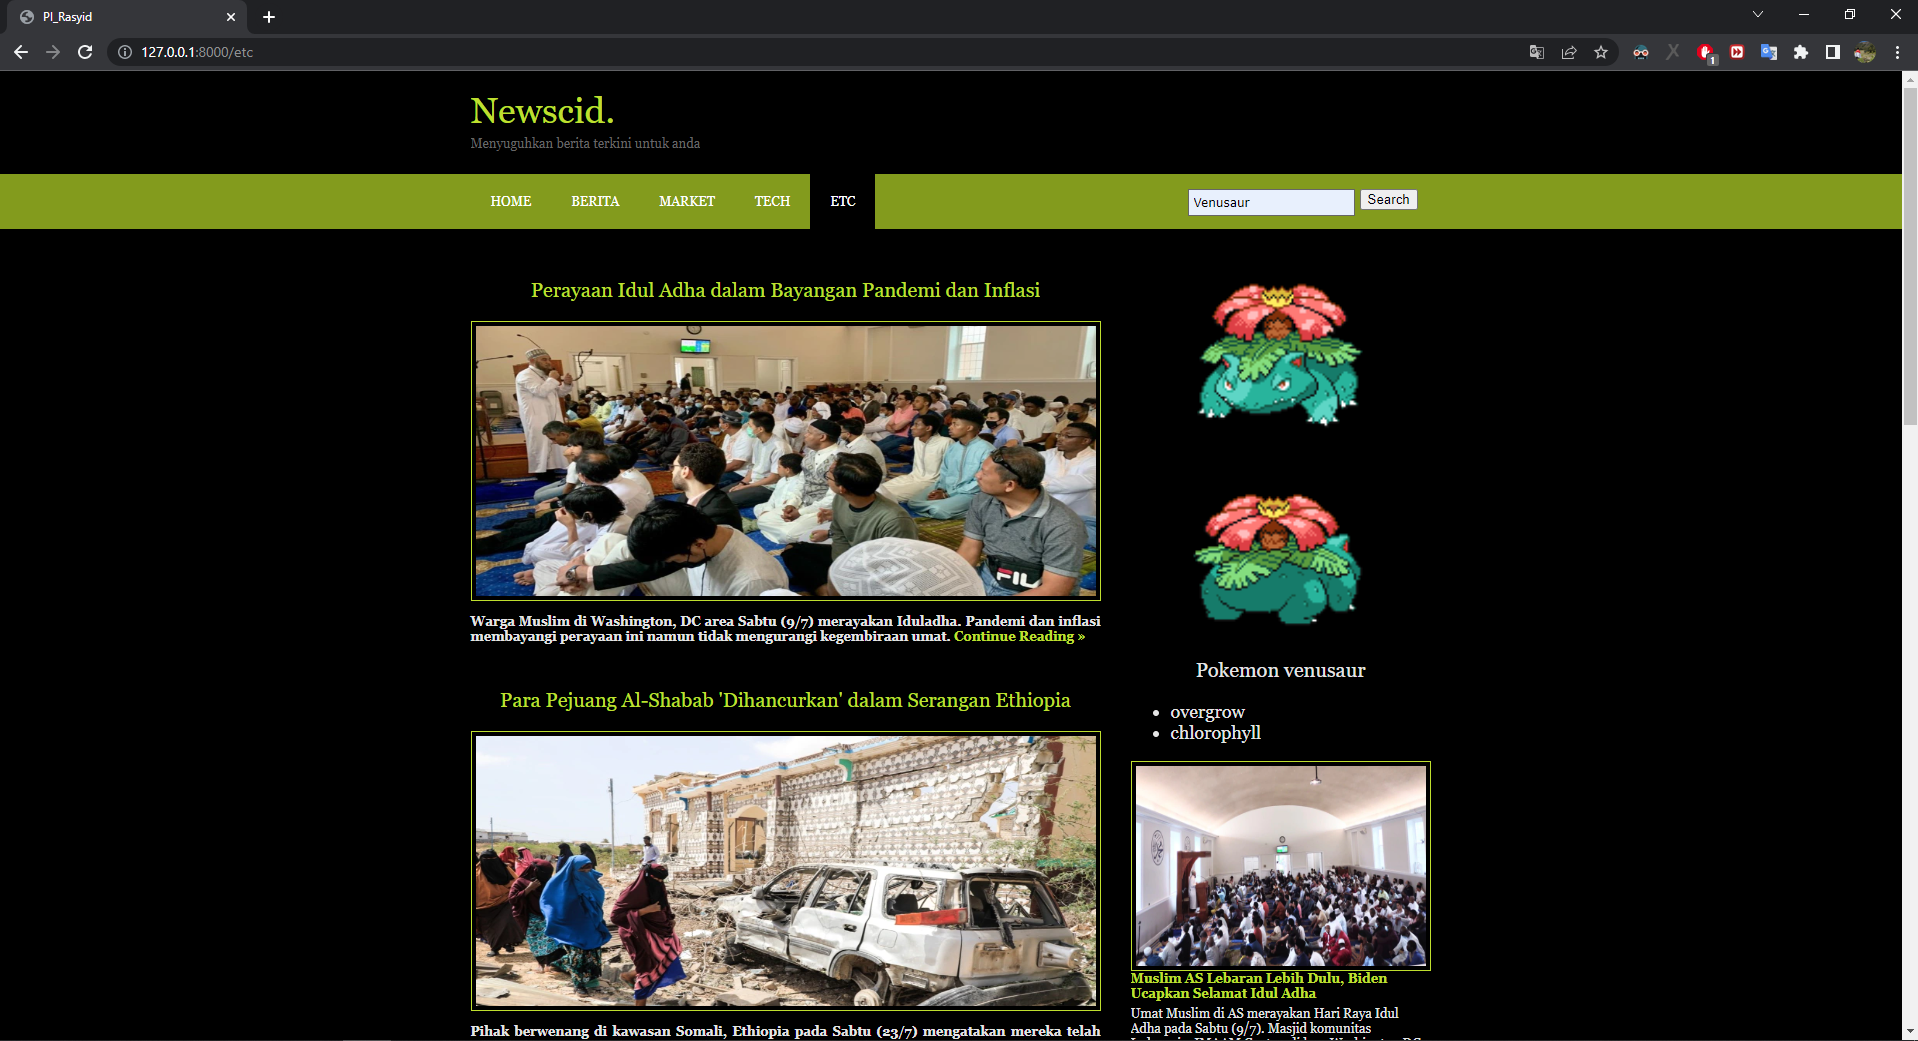 PI_Rasyid
127.0.0.1:8000/etc
1
Newscid.
Menyuguhkan berita terkini untuk anda
HOME BERITA MARKET TECH ETC
Venusaur Search
Perayaan Idul Adha dalam Bayangan Pandemi dan Inflasi
FILA
Warga Muslim di Washington, DC area Sabtu (9/7) merayakan Iduladha. Pandemi dan inflasi
membayangi perayaan ini namun tidak mengurangi kegembiraan umat. Continue Reading »
Para Pejuang Al-Shabab 'Dihancurkan' dalam Serangan Ethiopia
Pihak berwenang di kawasan Somali, Ethiopia pada Sabtu (23/7) mengatakan mereka telah
Pokemon venusaur
• overgrow
• chlorophyll
Muslim AS Lebaran Lebih Dulu, Biden
Ucapkan Selamat Idul Adha
Umat Muslim di AS merayakan Hari Raya Idul
Adha pada Sabtu (9/7). Masjid komunitas